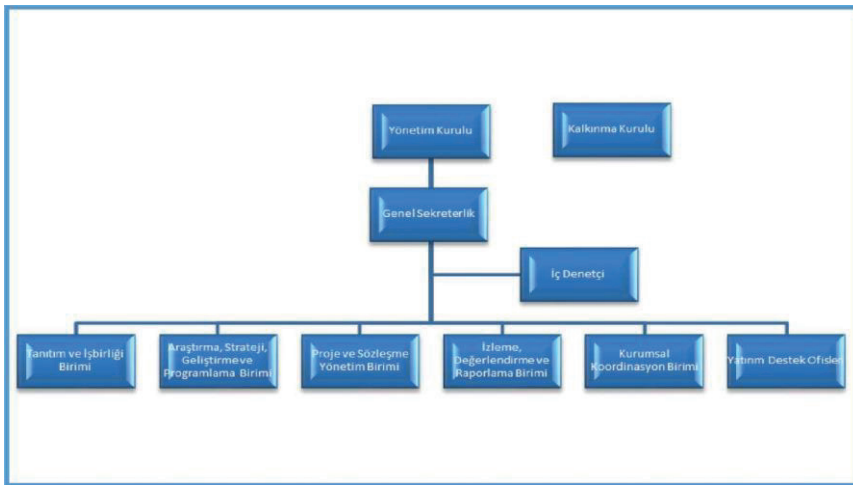 Yönetim Kurulu
Kalkınma Kurulu
Genel Sekreterlik
İç Denetçi
Tanıtım ve İşbirliği
Birimi
Araştırma, Strateji,
Geliştirme ve
Programlama Birimi
Proje ve Sözleşme
Yönetim Birimi
İzleme,
Değerlendirme ve
Raporlama Birimi
Kurumsal
Koordinasyon Birimi
Yatırım Destek Ofisleri